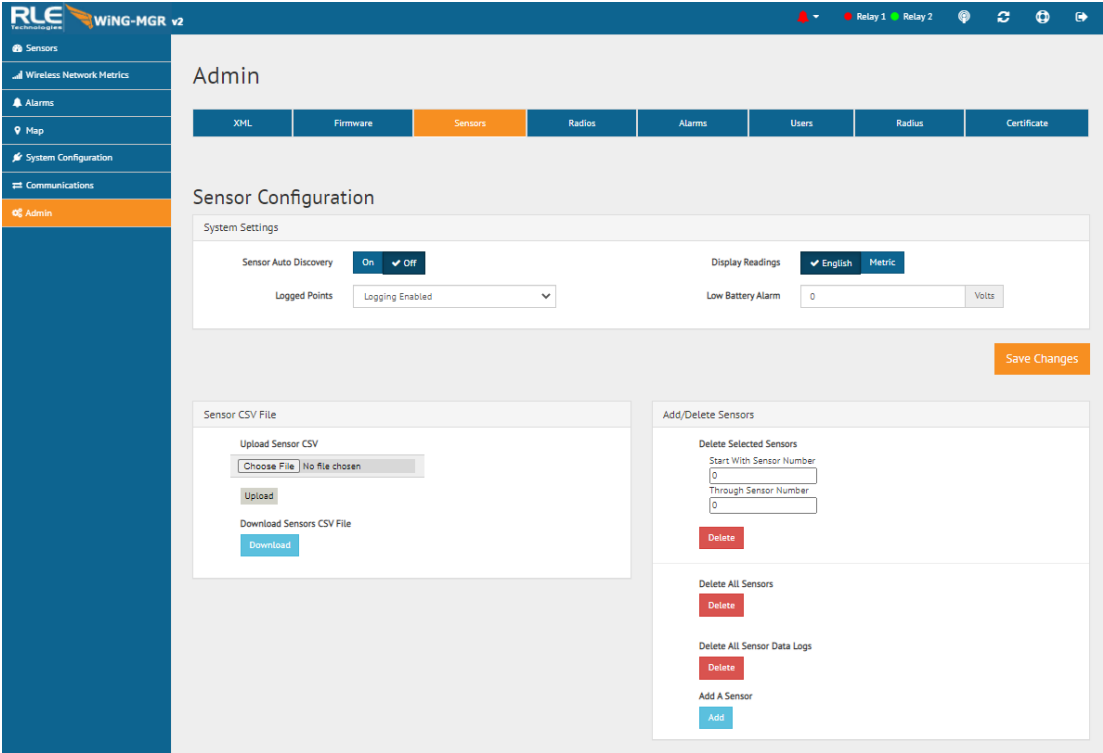 RLE Technologies WiNG-MGR v2
Relay 1 Relay 2
Sensors
Wireless Network Metrics
Alarms
Map
System Configuration
Communications
Admin
Admin
XML Firmware Sensors Radios Alarms Users Radius Certificate
Sensor Configuration
System Settings
Sensor Auto Discovery On Off Display Readings English Metric
Logged Points Logging Enabled Low Battery Alarm 0 Volts
Save Changes
Sensor CSV File
Upload Sensor CSV
Choose File No file chosen
Upload
Download Sensors CSV File
Download
Add/Delete Sensors
Delete Selected Sensors
Start With Sensor Number
0
Through Sensor Number
0
Delete
Delete All Sensors
Delete
Delete All Sensor Data Logs
Delete
Add A Sensor
Add